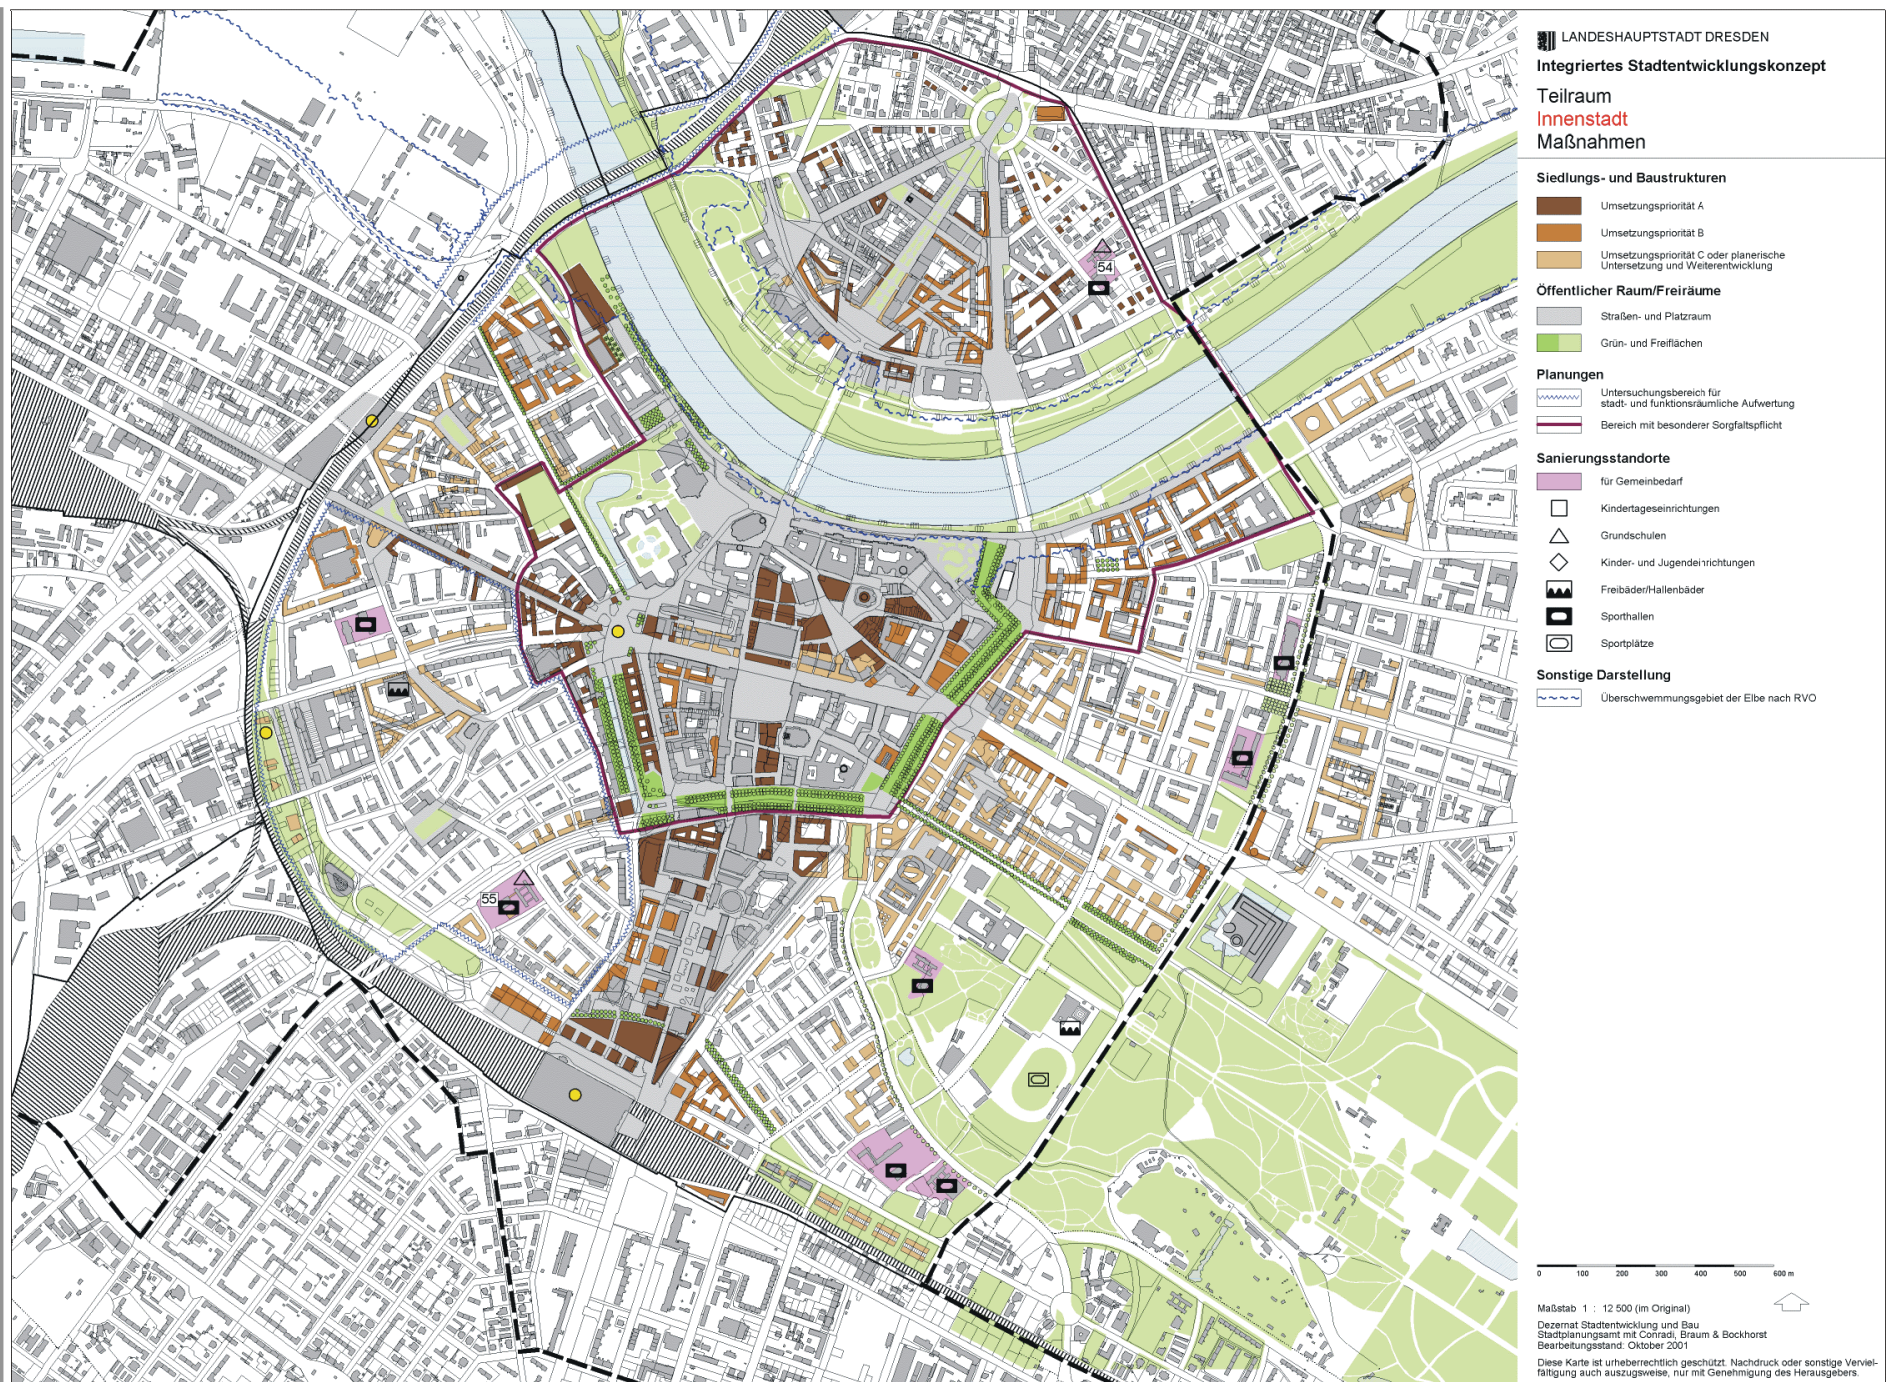 LANDESHAUPTSTADT DRESDEN
Integriertes Stadtentwicklungskonzept
Teilraum
Innenstadt
Maßnahmen
Siedlungs- und Baustrukturen
Umsetzungspriorität A
Umsetzungspriorität B
Umsetzungspriorität C oder planerische
Untersetzung und Weiterentwicklung
Öffentlicher Raum/Freiräume
Straßen- und Platzraum
Grün- und Freiflächen
Planungen
Untersuchungsbereich für
stadt- und funktionsräumliche Aufwertung
Bereich mit besonderer Sorgfaltspflicht
Sanierungsstandorte
für Gemeinbedarf
Kindertageseinrichtungen
Grundschulen
Kinder- und Jugendeinrichtungen
Freibäder/Hallenbäder
Sporthallen
Sportplätze
Sonstige Darstellung
Überschwemmungsgebiet der Elbe nach RVO
54
55
0 100 200 300 400 500 600 m
Maßstab 1 : 12 500 (im Original)
Dezernat Stadtentwicklung und Bau
Stadtplanungsamt mit Conradi, Braum & Bockhorst
Bearbeitungsstand: Oktober 2001
Diese Karte ist urheberrechtlich geschützt. Nachdruck oder sonstige Verviel-
fältigung auch auszugsweise, nur mit Genehmigung des Herausgebers.